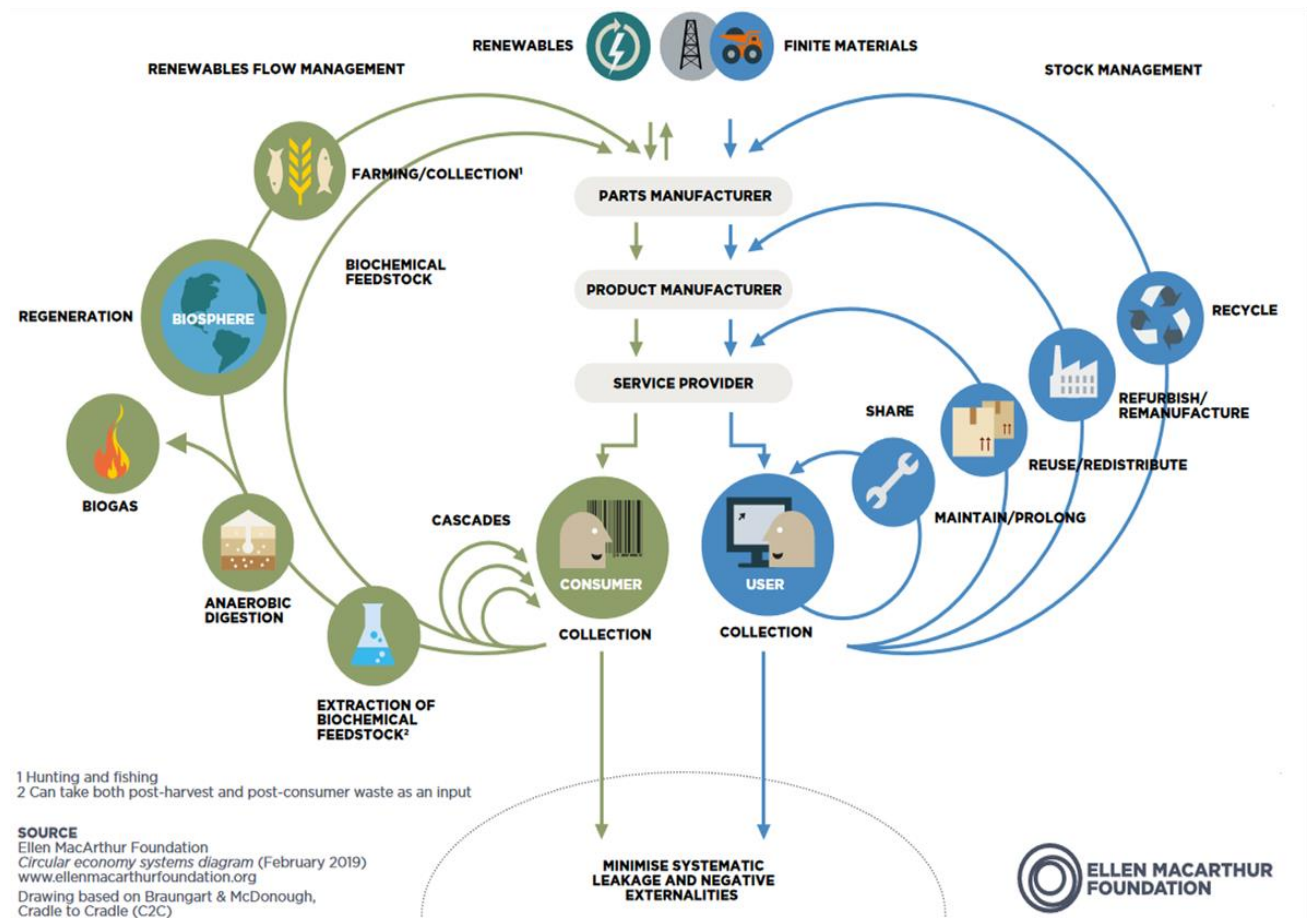 RENEWABLES
FINITE MATERIALS
RENEWABLES FLOW MANAGEMENT
STOCK MANAGEMENT
FARMING/COLLECTION¹
PARTS MANUFACTURER
BIOCHEMICAL
FEEDSTOCK
PRODUCT MANUFACTURER
REGENERATION
BIOSPHERE
RECYCLE
SERVICE PROVIDER
SHARE
REFURBISH/
REMANUFACTURE
REUSE/REDISTRIBUTE
BIOGAS
CASCADES
MAINTAIN/PROLONG
CONSUMER
USER
ANAEROBIC
DIGESTION
COLLECTION
COLLECTION
EXTRACTION OF
BIOCHEMICAL
FEEDSTOCK²
1 Hunting and fishing
2 Can take both post-harvest and post-consumer waste as an input
SOURCE
Ellen MacArthur Foundation
Circular economy systems diagram (February 2019)
www.ellenmacarthurfoundation.org
Drawing based on Braungart & McDonough,
Cradle to Cradle (C2C)
MINIMISE SYSTEMATIC
LEAKAGE AND NEGATIVE
EXTERNALITIES
ELLEN MACARTHUR
FOUNDATION